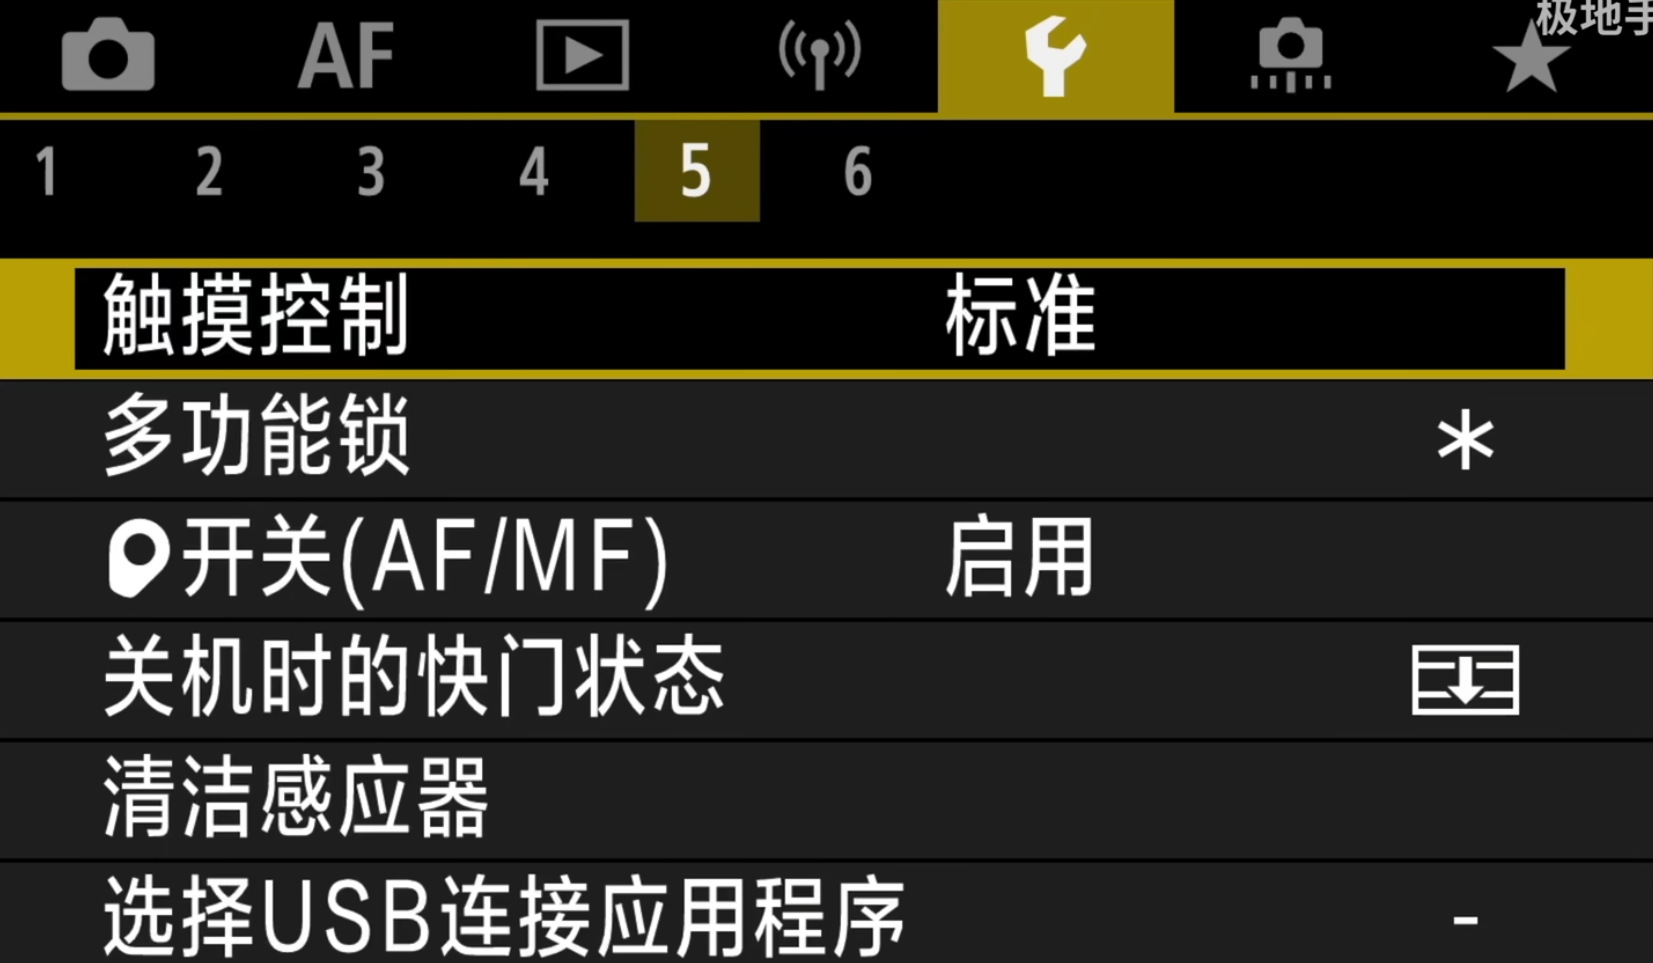 极地手
AF
1 2 3 4 5 6
触摸控制 标准
多功能锁 *
开关(AF/MF) 启用
关机时的快门状态
清洁感应器
选择USB连接应用程序 -